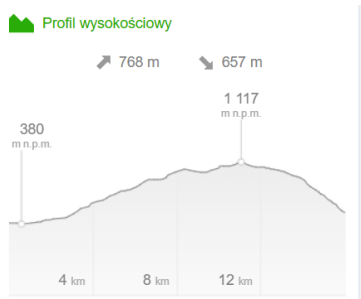 Profil wysokościowy
768 m 657 m
1 117
m n.p.m.
380
m n.p.m.
4 km 8 km 12 km